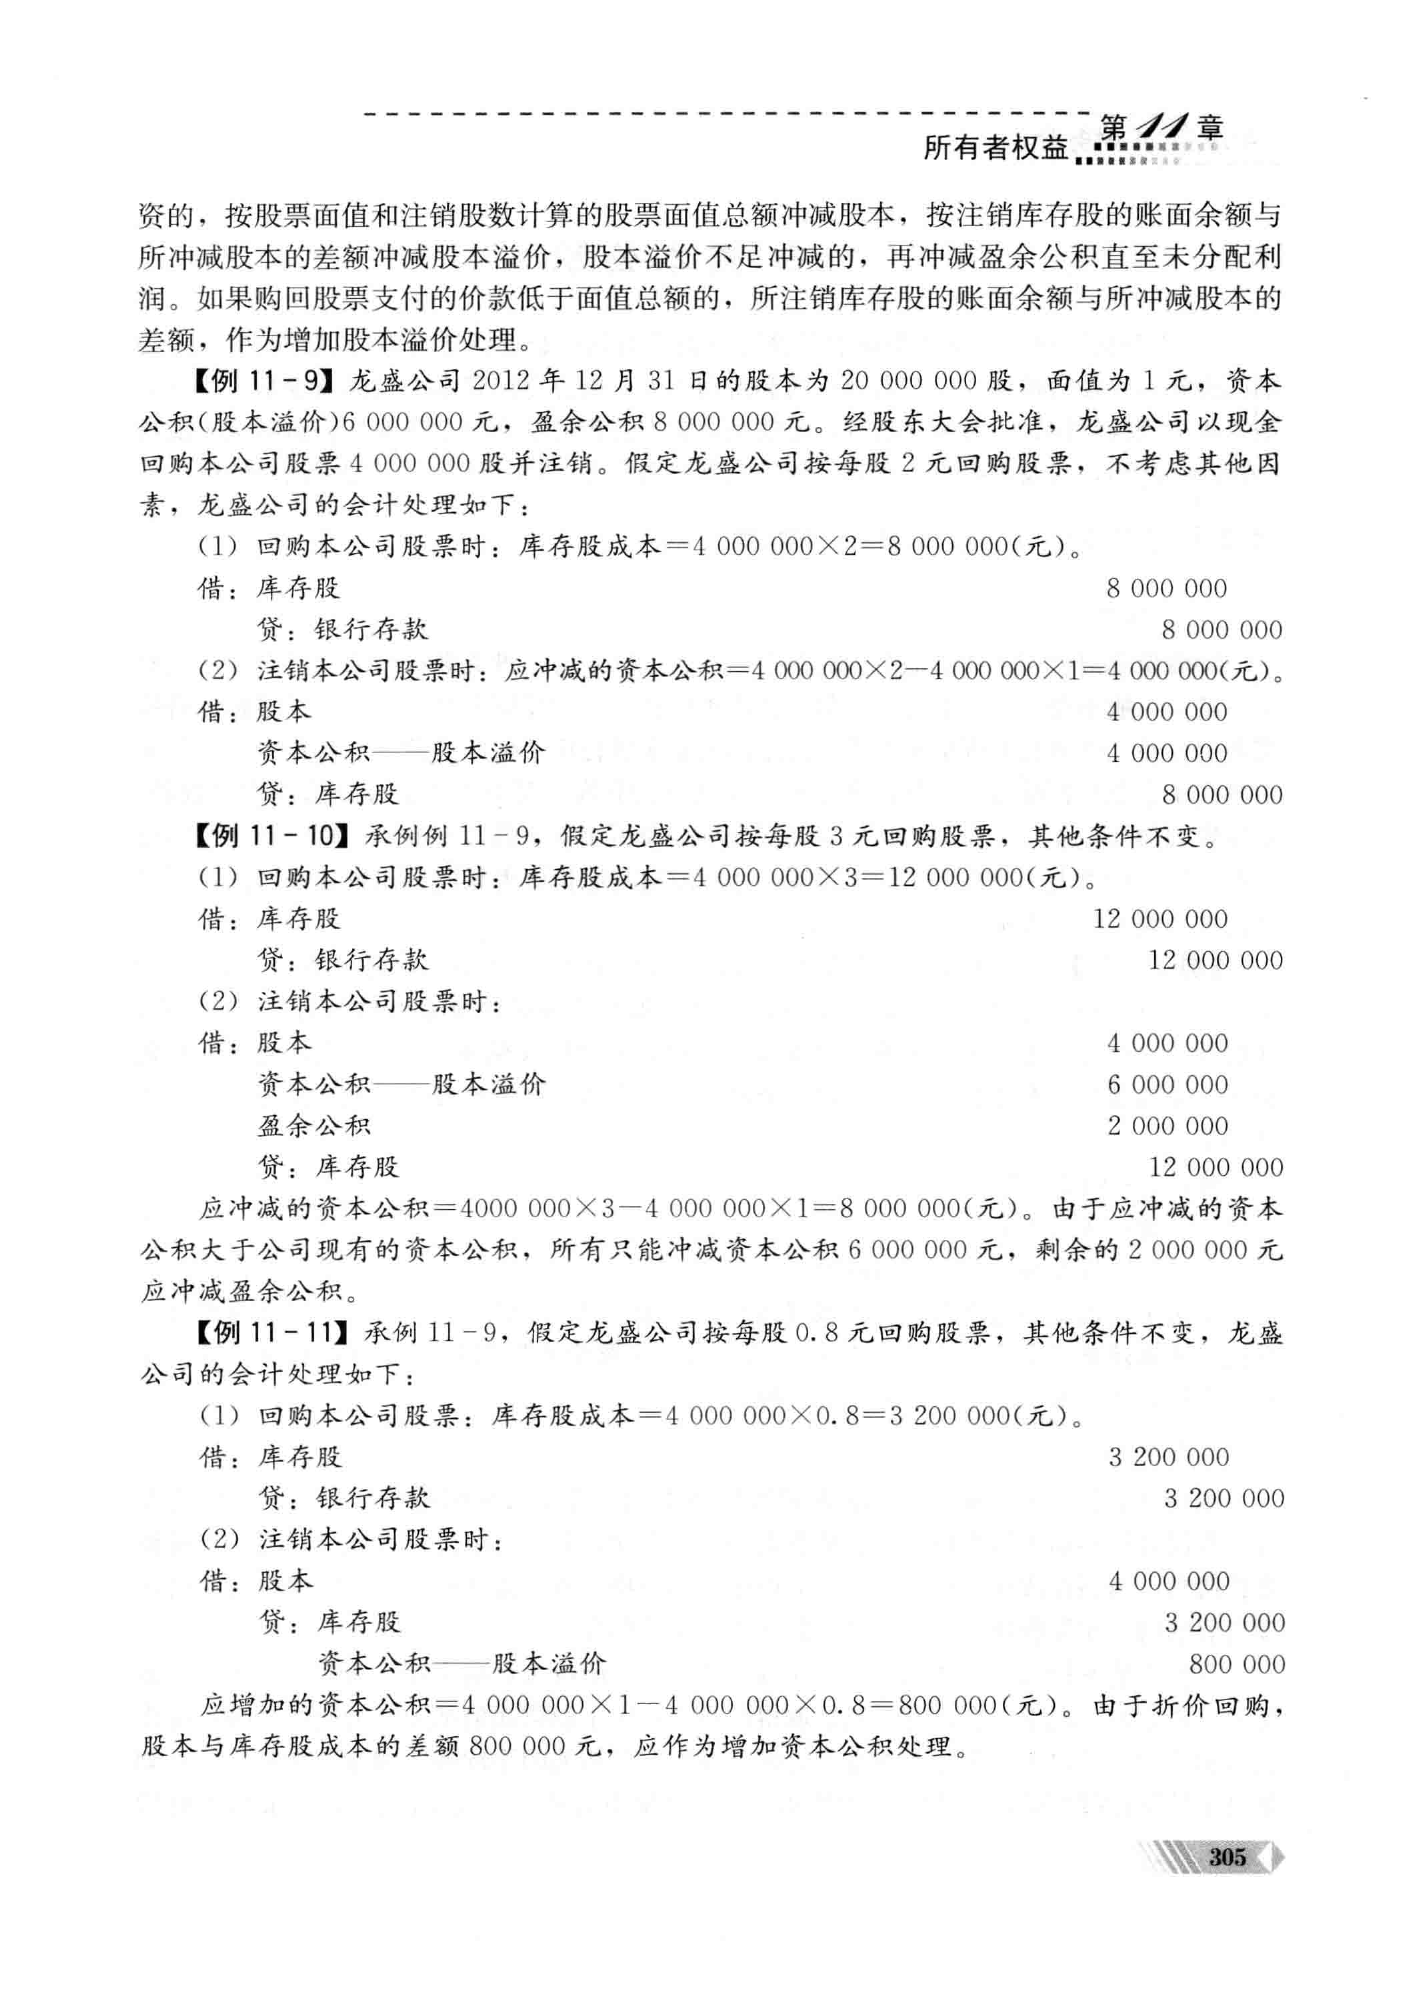 所有者权益 第11章
资的，按股票面值和注销股数计算的股票面值总额冲减股本，按注销库存股的账面余额与
所冲减股本的差额冲减股本溢价，股本溢价不足冲减的，再冲减盈余公积直至未分配利
润。如果购回股票支付的价款低于面值总额的，所注销库存股的账面余额与所冲减股本的
差额，作为增加股本溢价处理。
【例 11-9】龙盛公司 2012 年 12 月 31 日的股本为 20 000 000 股，面值为 1 元，资本
公积(股本溢价)6 000 000 元，盈余公积 8 000 000 元。经股东大会批准，龙盛公司以现金
回购本公司股票 4 000 000 股并注销。假定龙盛公司按每股 2 元回购股票，不考虑其他因
素，龙盛公司的会计处理如下：
(1) 回购本公司股票时：库存股成本＝4 000 000×2＝8 000 000(元)。
借：库存股 8 000 000
贷：银行存款 8 000 000
(2) 注销本公司股票时：应冲减的资本公积＝4 000 000×2－4 000 000×1＝4 000 000(元)。
借：股本 4 000 000
资本公积——股本溢价 4 000 000
贷：库存股 8 000 000
【例 11-10】承例例 11-9，假定龙盛公司按每股 3 元回购股票，其他条件不变。
(1) 回购本公司股票时：库存股成本＝4 000 000×3＝12 000 000(元)。
借：库存股 12 000 000
贷：银行存款 12 000 000
(2) 注销本公司股票时：
借：股本 4 000 000
资本公积——股本溢价 6 000 000
盈余公积 2 000 000
贷：库存股 12 000 000
应冲减的资本公积＝4000 000×3－4 000 000×1＝8 000 000(元)。由于应冲减的资本
公积大于公司现有的资本公积，所有只能冲减资本公积 6 000 000 元，剩余的 2 000 000 元
应冲减盈余公积。
【例 11-11】承例 11-9，假定龙盛公司按每股 0.8 元回购股票，其他条件不变，龙盛
公司的会计处理如下：
(1) 回购本公司股票：库存股成本＝4 000 000×0.8＝3 200 000(元)。
借：库存股 3 200 000
贷：银行存款 3 200 000
(2) 注销本公司股票时：
借：股本 4 000 000
贷：库存股 3 200 000
资本公积——股本溢价 800 000
应增加的资本公积＝4 000 000×1－4 000 000×0.8＝800 000(元)。由于折价回购，
股本与库存股成本的差额 800 000 元，应作为增加资本公积处理。
305